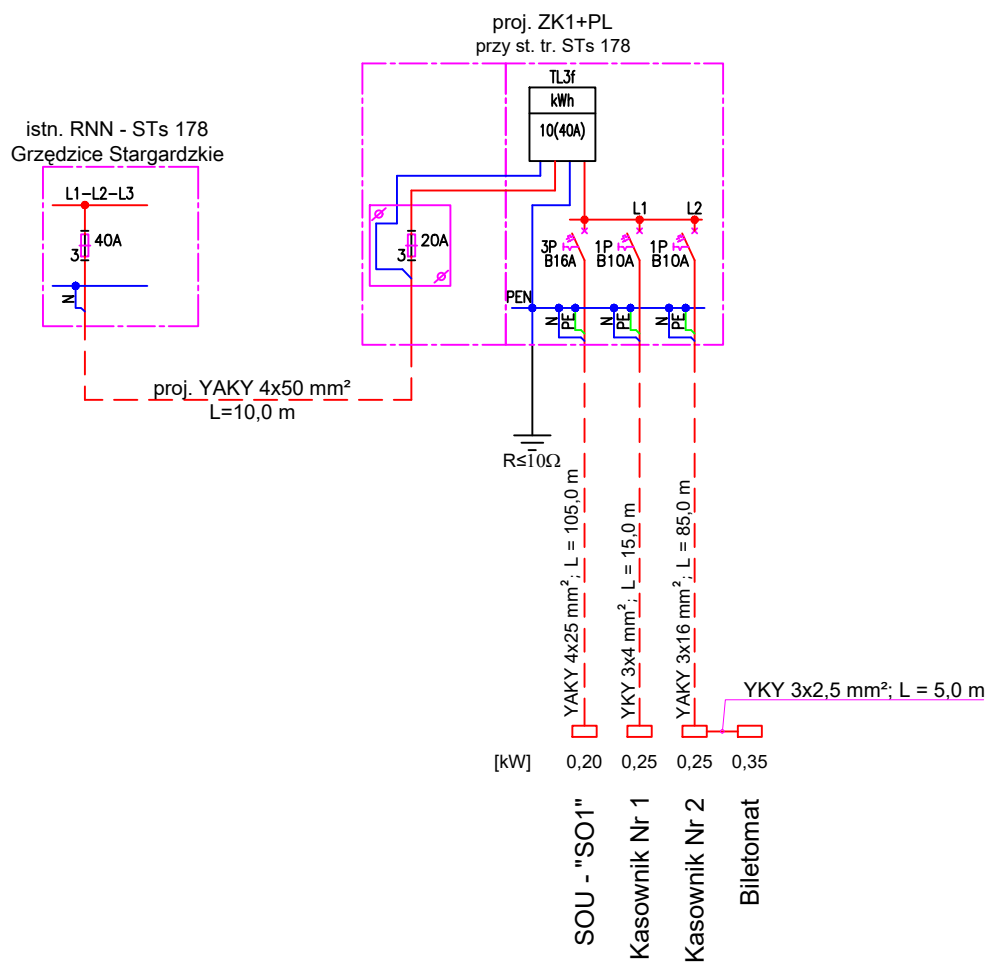 proj. ZK1+PL
przy st. tr. STs 178
TL3f
kWh
10(40A)
istn. RNN - STs 178
Grzędzice Stargardzkie
L1-L2-L3
40A
3
N
20A
3
L1
L2
3P
B16A
1P
B10A
1P
B10A
PEN
N
PE
N
PE
N
PE
proj. YAKY 4x50 mm²
L=10,0 m
R≤10Ω
YAKY 4x25 mm²; L = 105,0 m
YKY 3x4 mm²; L = 15,0 m
YAKY 3x16 mm²; L = 85,0 m
YKY 3x2,5 mm²; L = 5,0 m
[kW]
0,20
0,25
0,25
0,35
SOU - "SO1"
Kasownik Nr 1
Kasownik Nr 2
Biletomat